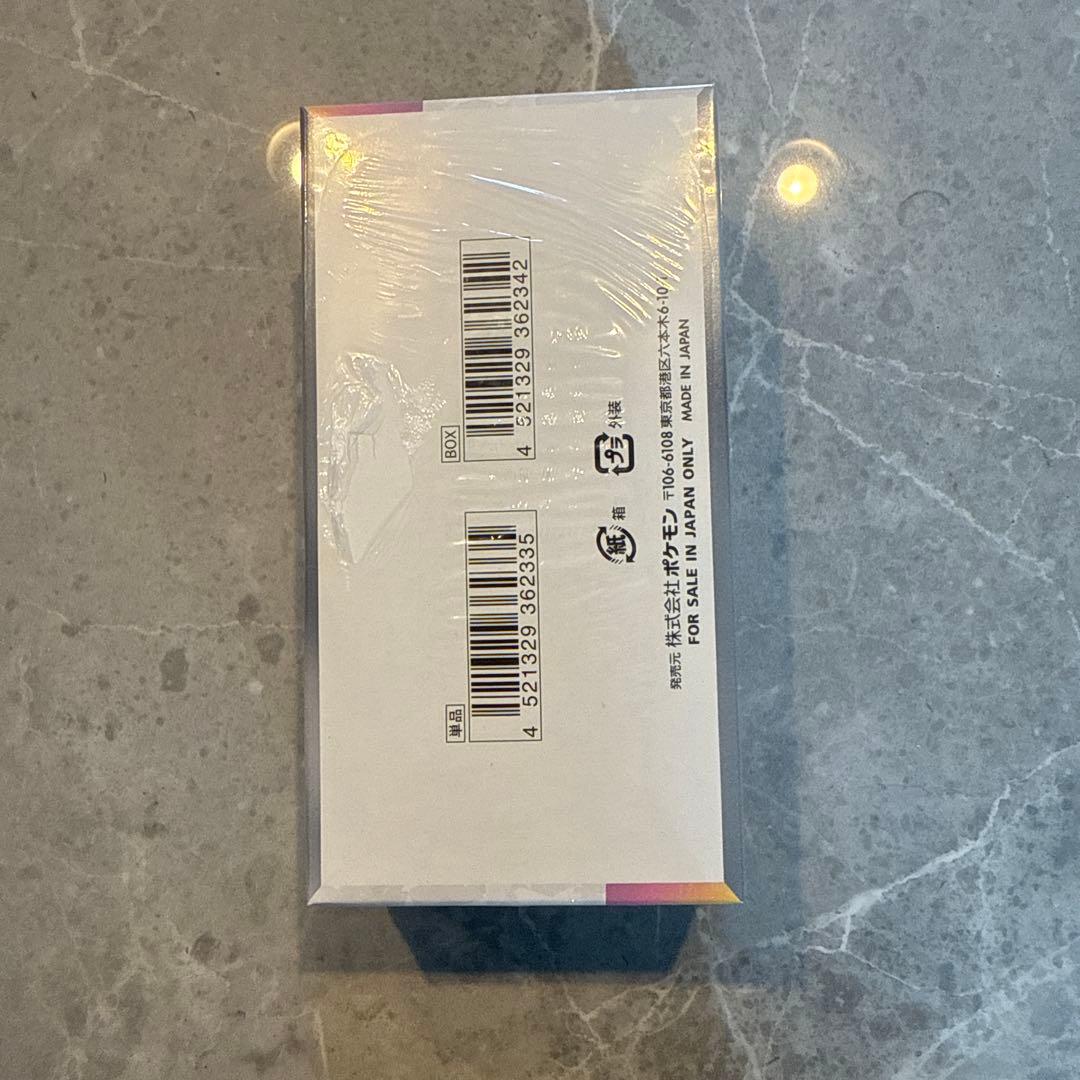 単品
4 521329 362335
BOX
4 521329 362342
紙 箱
プラ 外装
発売元 株式会社ポケモン 〒106-6108 東京都港区六本木6-10
FOR SALE IN JAPAN ONLY MADE IN JAPAN